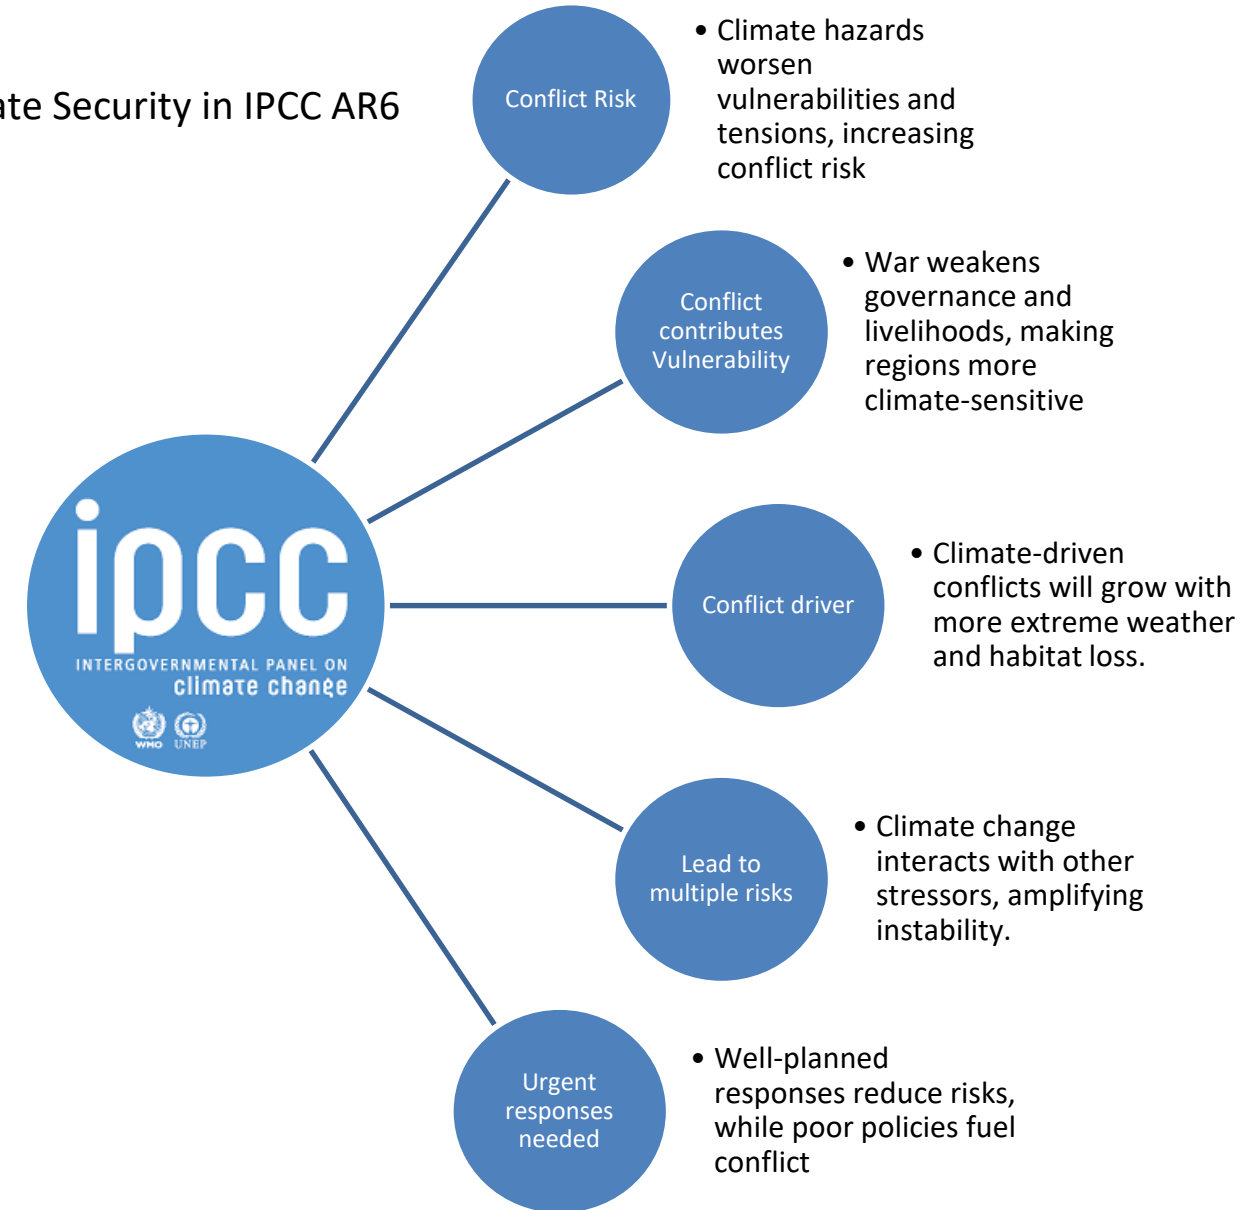 ate Security in IPCC AR6
Conflict Risk
• Climate hazards
worsen
vulnerabilities and
tensions, increasing
conflict risk
Conflict
contributes
Vulnerability
• War weakens
governance and
livelihoods, making
regions more
climate-sensitive
ipcc
INTERGOVERNMENTAL PANEL ON
climate change
WMO UNEP
Conflict driver
• Climate-driven
conflicts will grow with
more extreme weather
and habitat loss.
Lead to
multiple risks
• Climate change
interacts with other
stressors, amplifying
instability.
Urgent
responses
needed
• Well-planned
responses reduce risks,
while poor policies fuel
conflict